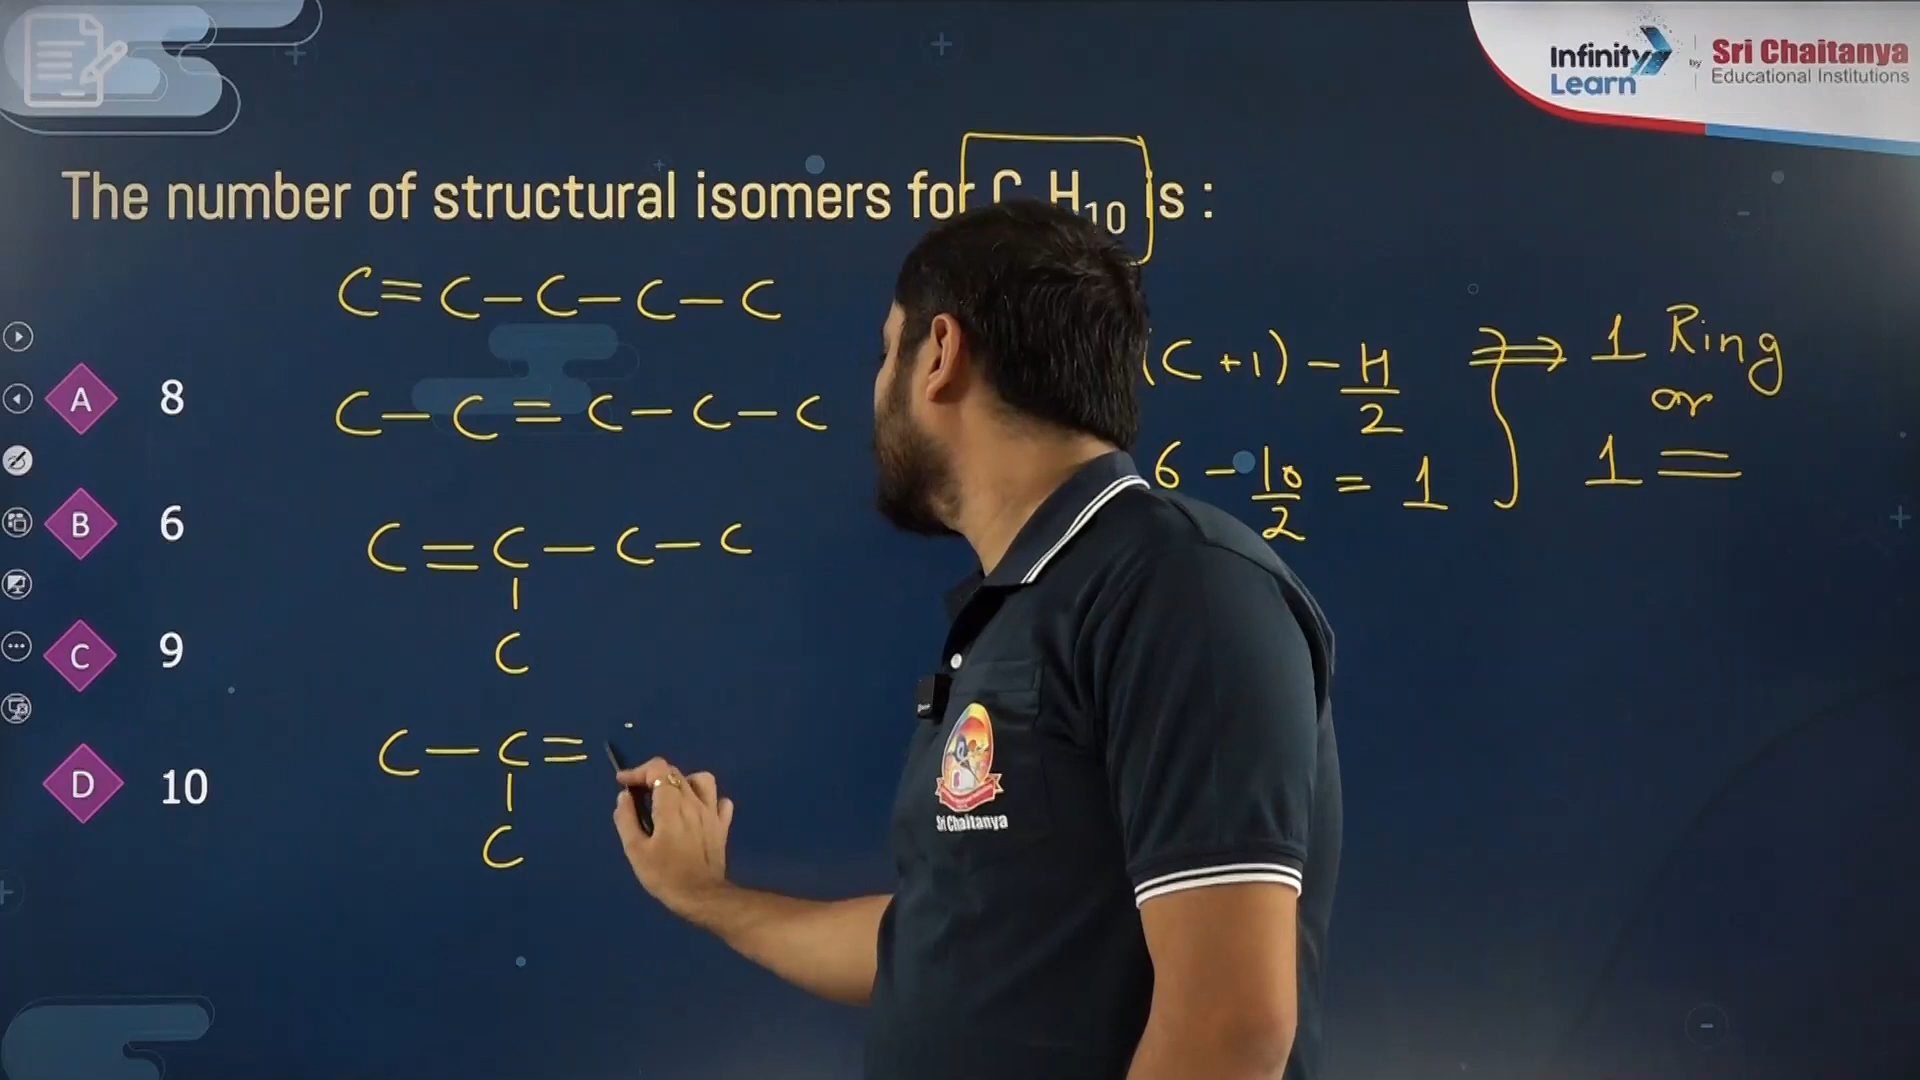 Infinity Learn by Sri Chaitanya Educational Institutions
The number of structural isomers for C H10 is :
C=C-C-C-C
(C+1) - H/2 ⇒ 1 Ring
or
1 =
A 8
C-C=C-C-C
6 - 10/2 = 1
B 6
C=C-C-C
C
C 9
C-C=
C
D 10
Sri Chaitanya